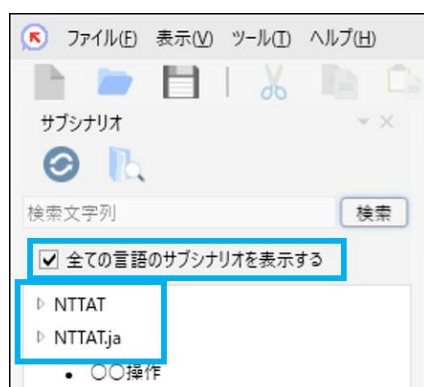 ファイル(F) 表示(V) ツール(T) ヘルプ(H)
サブシナリオ
検索文字列 検索
全ての言語のサブシナリオを表示する
NTTAT
NTTAT.ja
○○操作